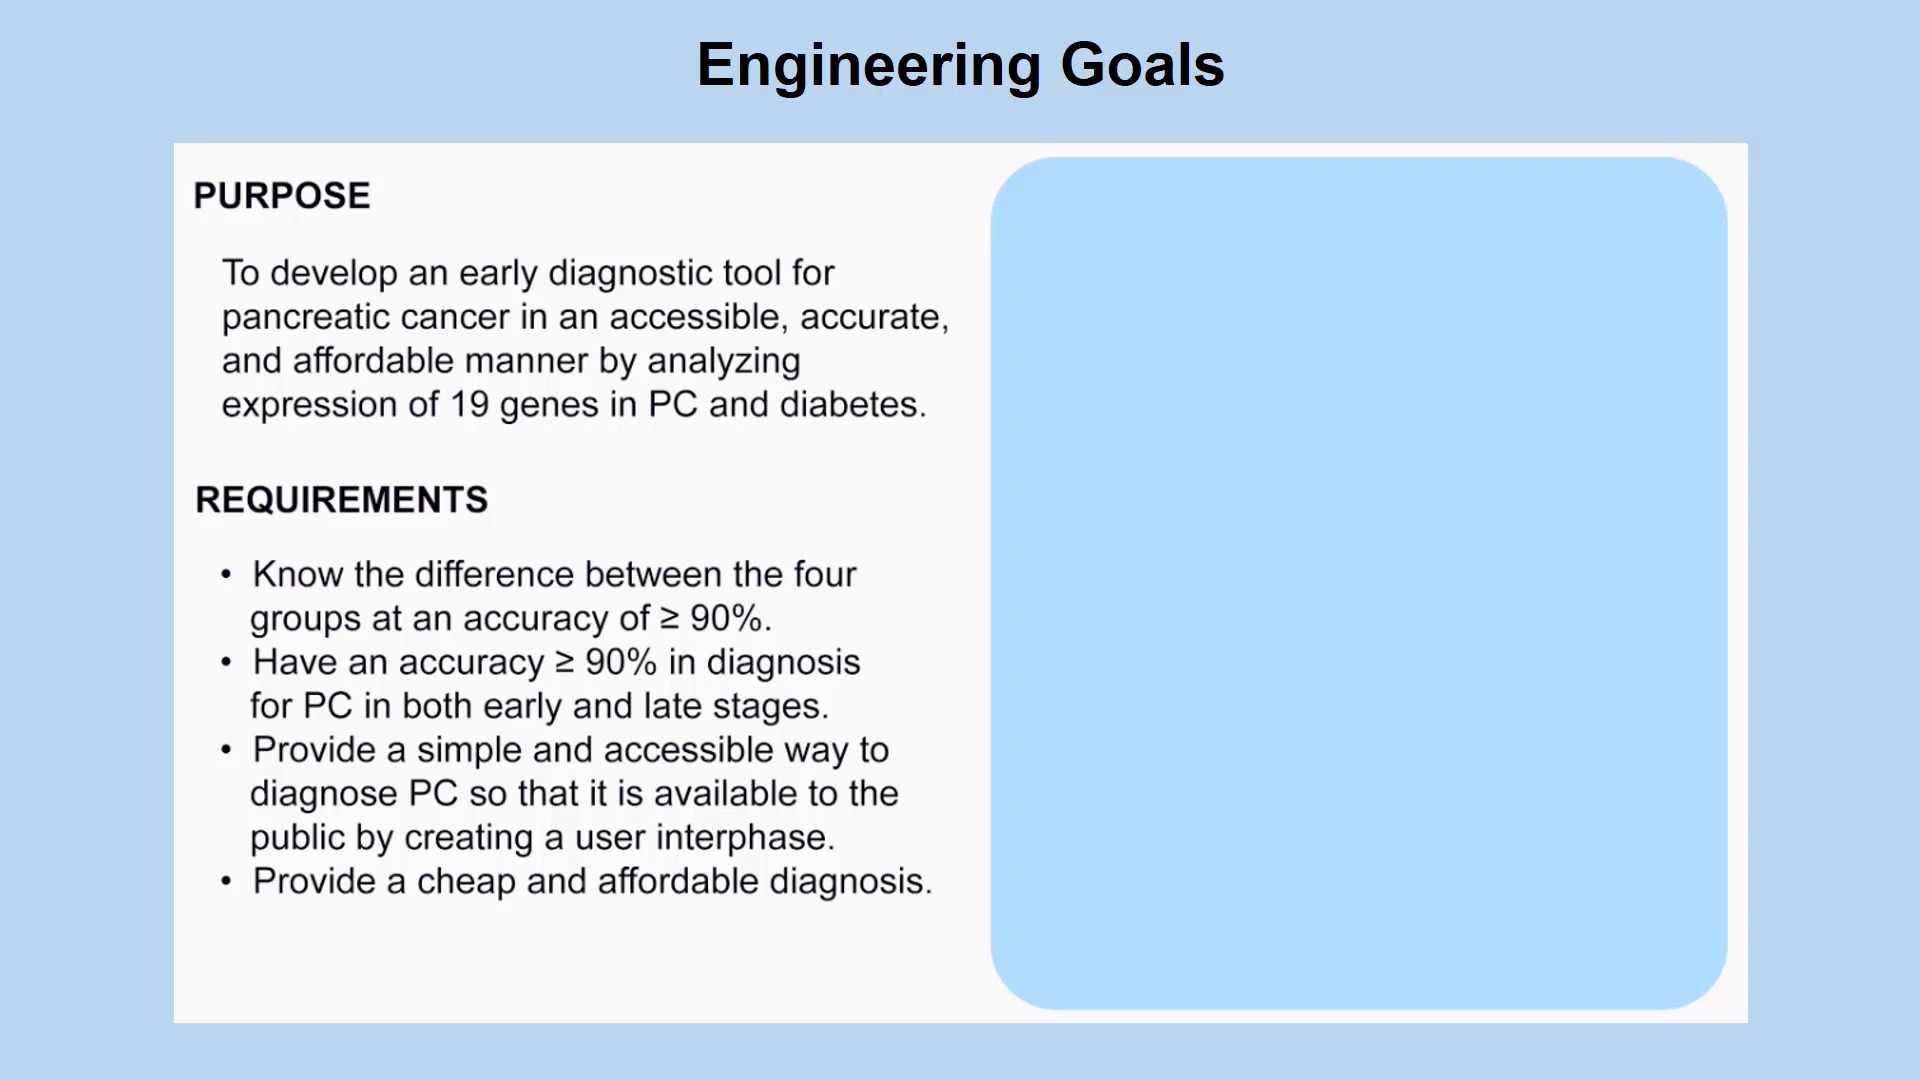 Engineering Goals
PURPOSE
To develop an early diagnostic tool for
pancreatic cancer in an accessible, accurate,
and affordable manner by analyzing
expression of 19 genes in PC and diabetes.
REQUIREMENTS
• Know the difference between the four
groups at an accuracy of ≥ 90%.
• Have an accuracy ≥ 90% in diagnosis
for PC in both early and late stages.
• Provide a simple and accessible way to
diagnose PC so that it is available to the
public by creating a user interphase.
• Provide a cheap and affordable diagnosis.